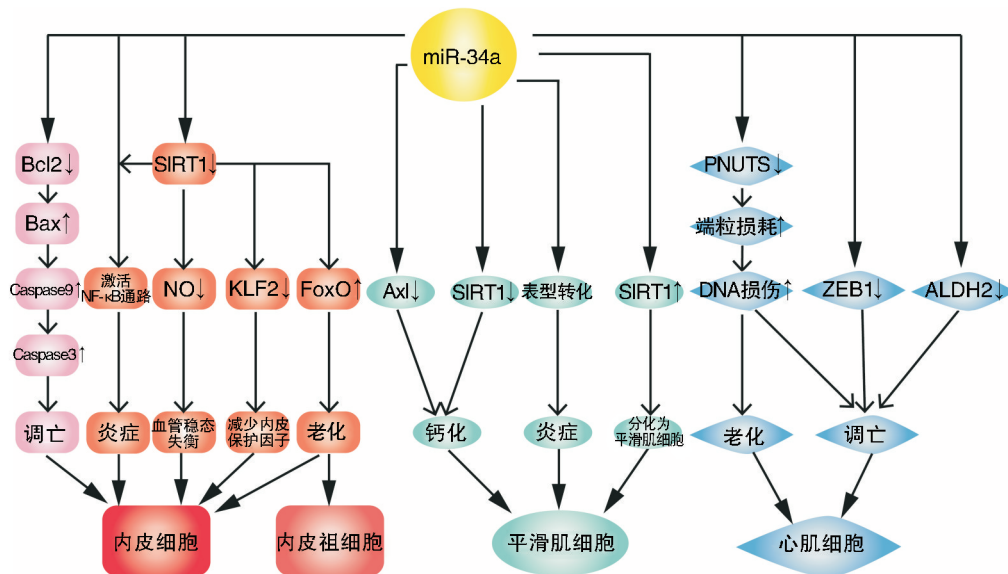 miR-34a
Bcl2↓
SIRT1↓
PNUTS↓
Bax↑
端粒损耗↑
Caspase9↑
激活
NF-κB通路
NO↓
KLF2↓
FoxO↑
Axl↓
SIRT1↓
表型转化
SIRT1↑
DNA损伤↑
ZEB1↓
ALDH2↓
Caspase3↑
调亡
炎症
血管稳态
失衡
减少内皮
保护因子
老化
钙化
炎症
分化为
平滑肌细胞
老化
调亡
内皮细胞
内皮祖细胞
平滑肌细胞
心肌细胞